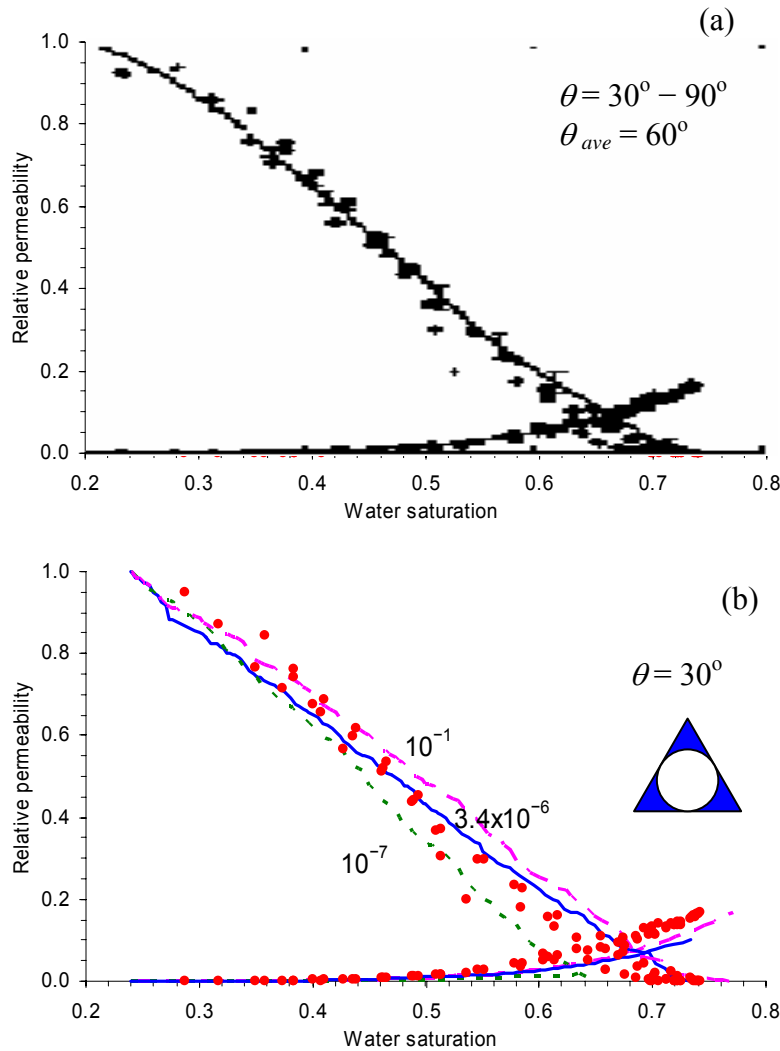 (a)
1.0
0.8
0.6
0.4
0.2
0.0
Relative permeability
θ = 30° − 90°
θ ave = 60°
0.2 0.3 0.4 0.5 0.6 0.7 0.8
Water saturation
(b)
1.0
0.8
0.6
0.4
0.2
0.0
Relative permeability
θ = 30°
10⁻¹
3.4x10⁻⁶
10⁻⁷
0.2 0.3 0.4 0.5 0.6 0.7 0.8
Water saturation